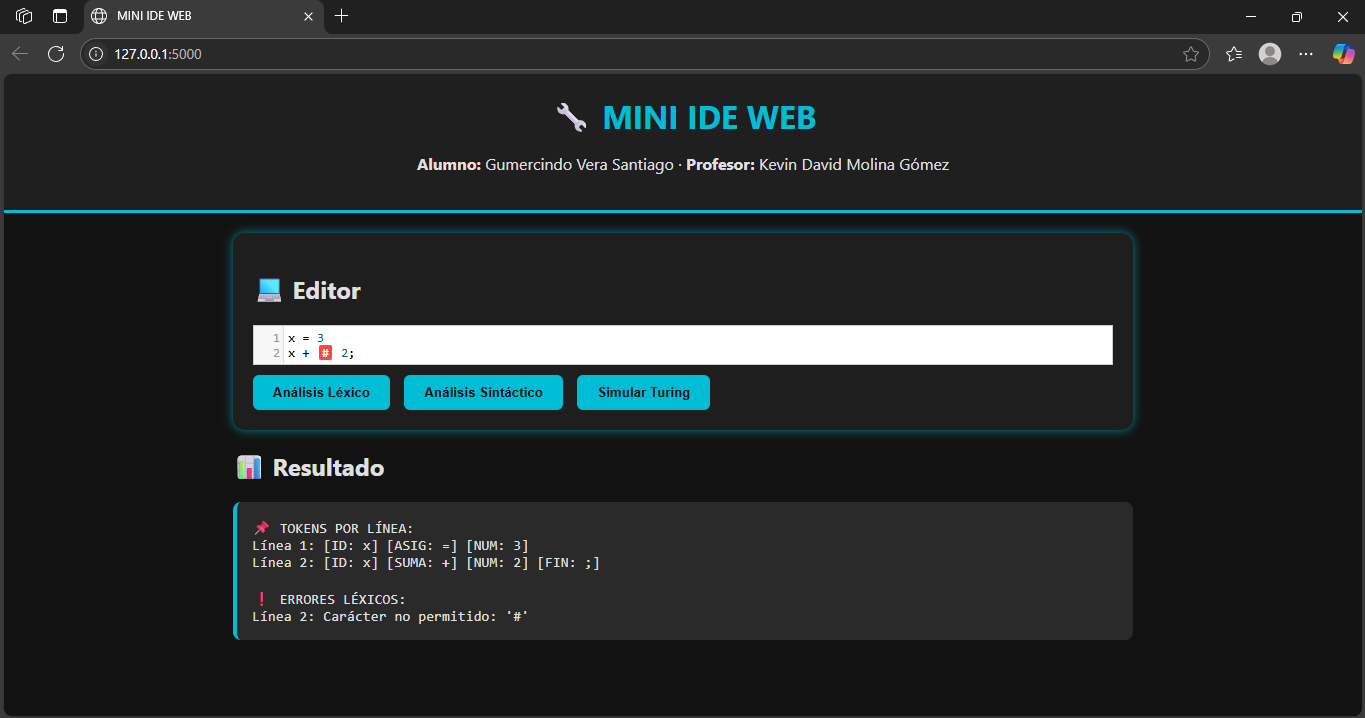 MINI IDE WEB
127.0.0.1:5000
MINI IDE WEB
Alumno: Gumercindo Vera Santiago · Profesor: Kevin David Molina Gómez
Editor
1 x = 3
2 x + # 2;
Análisis Léxico Análisis Sintáctico Simular Turing
Resultado
TOKENS POR LÍNEA:
Línea 1: [ID: x] [ASIG: =] [NUM: 3]
Línea 2: [ID: x] [SUMA: +] [NUM: 2] [FIN: ;]
❗ ERRORES LÉXICOS:
Línea 2: Carácter no permitido: '#'